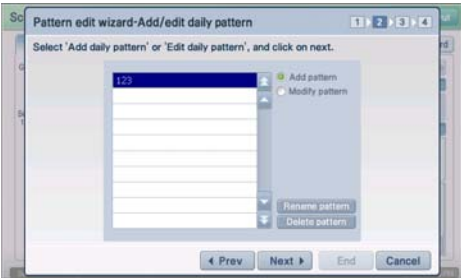 Pattern edit wizard-Add/edit daily pattern
1 2 3 4
Select 'Add daily pattern' or 'Edit daily pattern', and click on next.
123
Add pattern
Modify pattern
Rename pattern
Delete pattern
Prev Next End Cancel